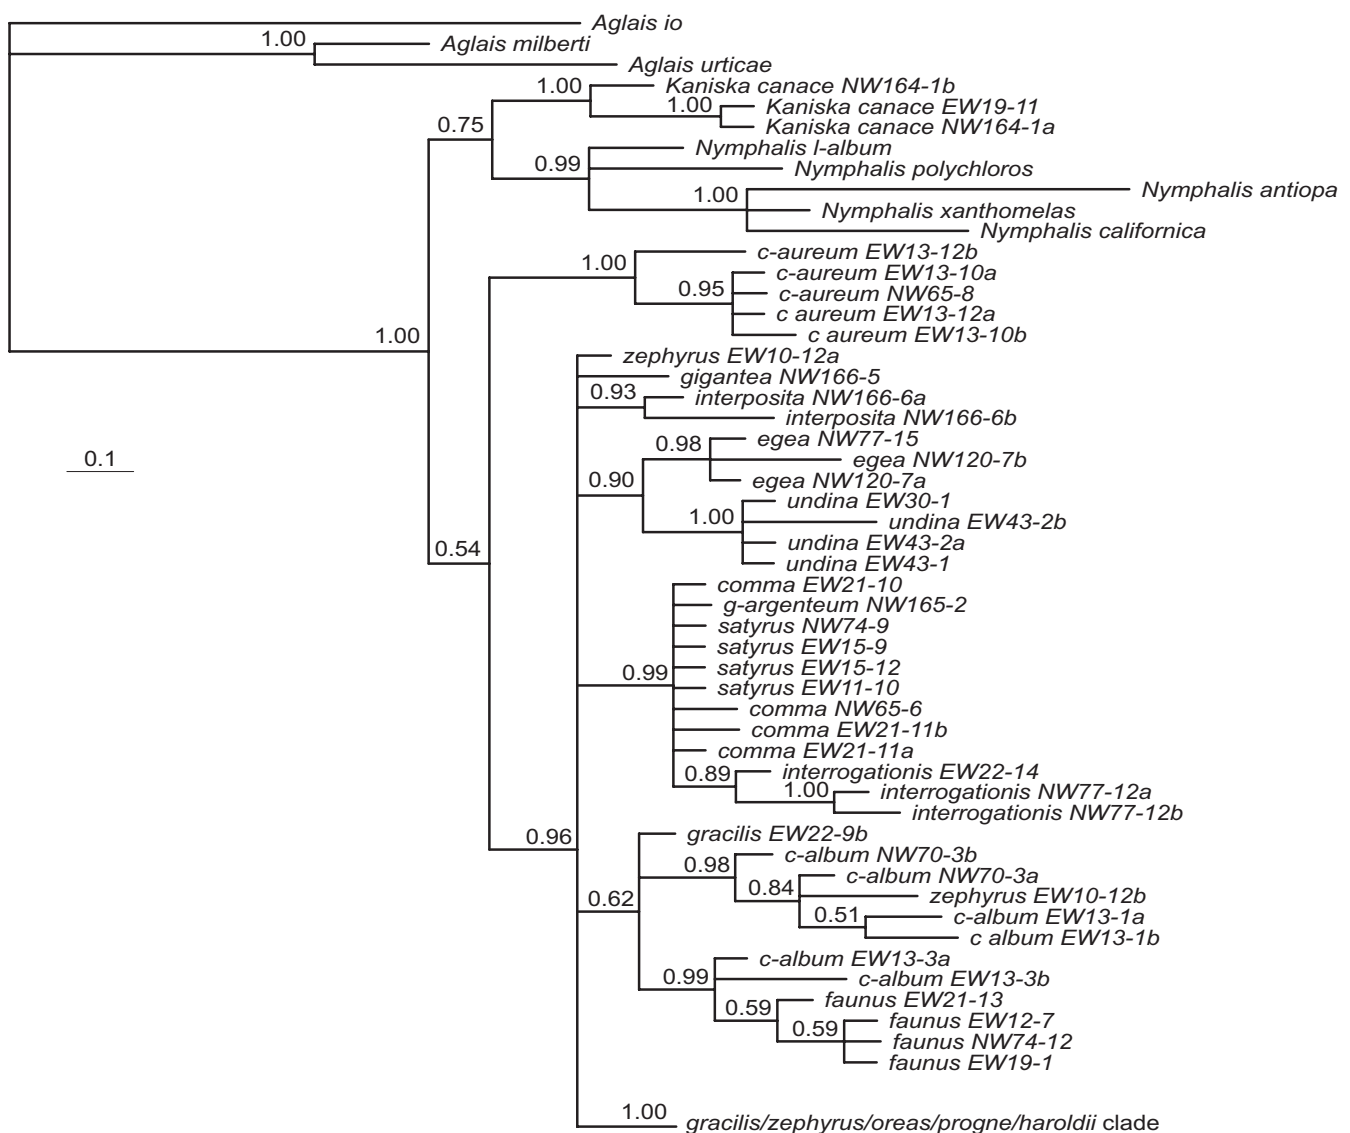 Aglais io
1.00
Aglais milberti
Aglais urticae
1.00
Kaniska canace NW164-1b
1.00
Kaniska canace EW19-11
0.75
Kaniska canace NW164-1a
Nymphalis l-album
0.99
Nymphalis polychloros
1.00
Nymphalis antiopa
Nymphalis xanthomelas
Nymphalis californica
c-aureum EW13-12b
1.00
c-aureum EW13-10a
0.95
c-aureum NW65-8
c aureum EW13-12a
1.00
c aureum EW13-10b
zephyrus EW10-12a
gigantea NW166-5
0.93
interposita NW166-6a
interposita NW166-6b
0.98
egea NW77-15
0.1
egea NW120-7b
0.90
egea NW120-7a
undina EW30-1
1.00
undina EW43-2b
undina EW43-2a
0.54
undina EW43-1
comma EW21-10
g-argenteum NW165-2
satyrus NW74-9
satyrus EW15-9
0.99
satyrus EW15-12
satyrus EW11-10
comma NW65-6
comma EW21-11b
comma EW21-11a
0.89
interrogationis EW22-14
1.00
interrogationis NW77-12a
interrogationis NW77-12b
0.96
gracilis EW22-9b
0.98
c-album NW70-3b
c-album NW70-3a
0.84
zephyrus EW10-12b
0.62
0.51
c-album EW13-1a
c album EW13-1b
c-album EW13-3a
0.99
c-album EW13-3b
0.59
faunus EW21-13
0.59
faunus EW12-7
faunus NW74-12
faunus EW19-1
1.00
gracilis/zephyrus/oreas/progne/haroldii clade